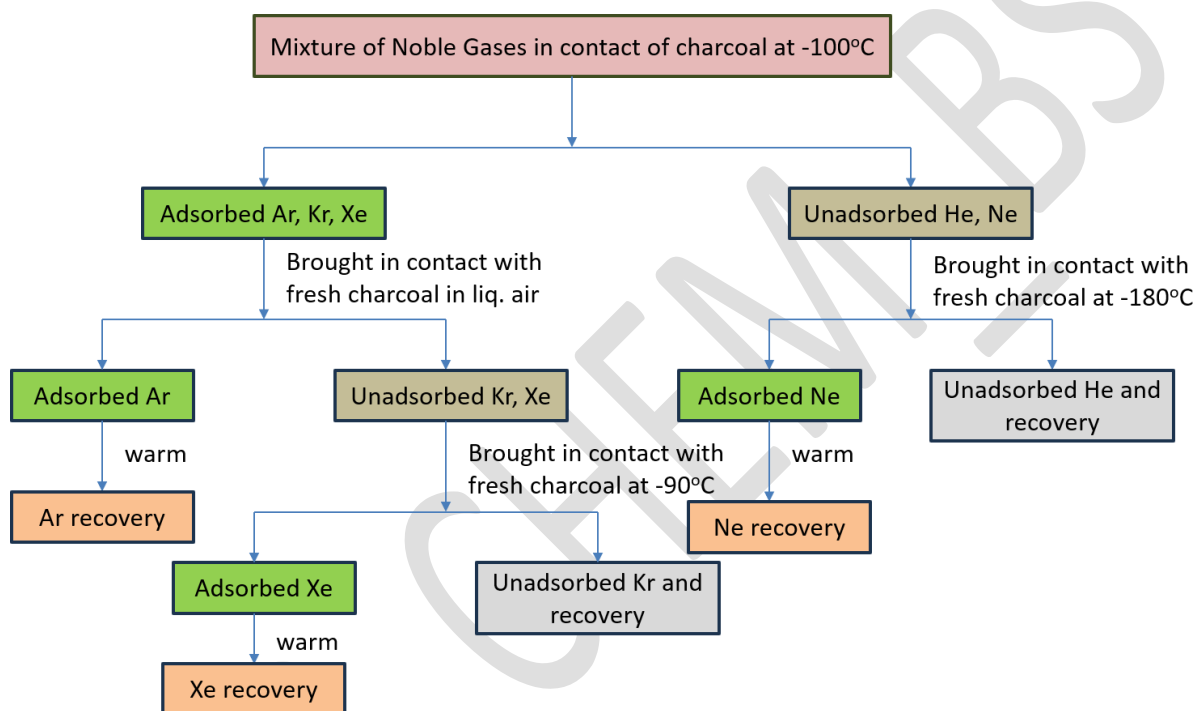 Mixture of Noble Gases in contact of charcoal at -100°C
Adsorbed Ar, Kr, Xe
Unadsorbed He, Ne
Brought in contact with
fresh charcoal in liq. air
Brought in contact with
fresh charcoal at -180°C
Adsorbed Ar
Unadsorbed Kr, Xe
Adsorbed Ne
Unadsorbed He and
recovery
warm
Brought in contact with
fresh charcoal at -90°C
warm
Ar recovery
Ne recovery
Adsorbed Xe
Unadsorbed Kr and
recovery
warm
Xe recovery
CHEM_BS